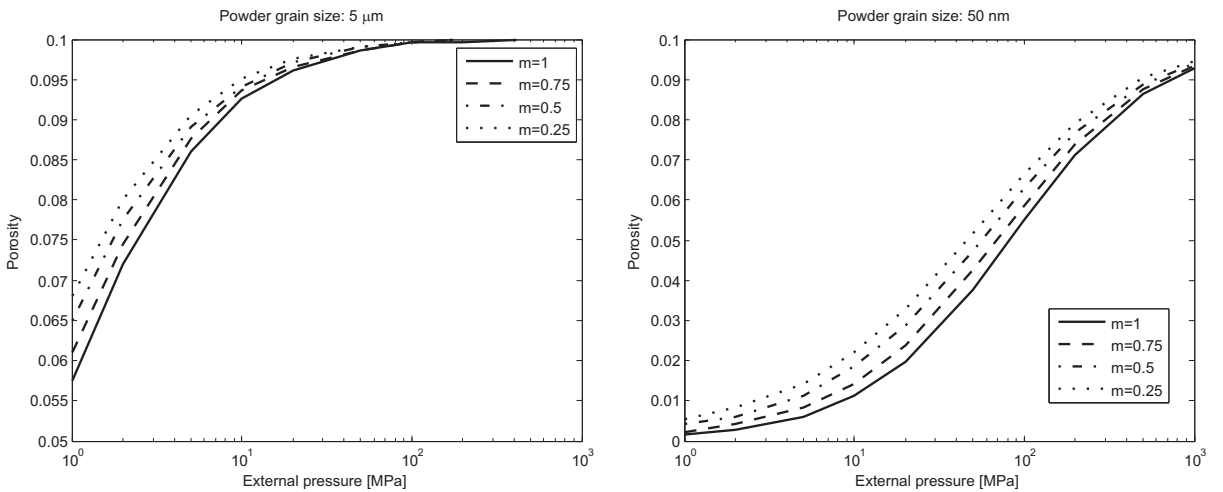 Powder grain size: 5 μm
0.1
0.095
0.09
0.085
0.08
0.075
0.07
0.065
0.06
0.055
0.05
Porosity
10^0
10^1
10^2
10^3
External pressure [MPa]
m=1
m=0.75
m=0.5
m=0.25
Powder grain size: 50 nm
0.1
0.09
0.08
0.07
0.06
0.05
0.04
0.03
0.02
0.01
0
Porosity
10^0
10^1
10^2
10^3
External pressure [MPa]
m=1
m=0.75
m=0.5
m=0.25